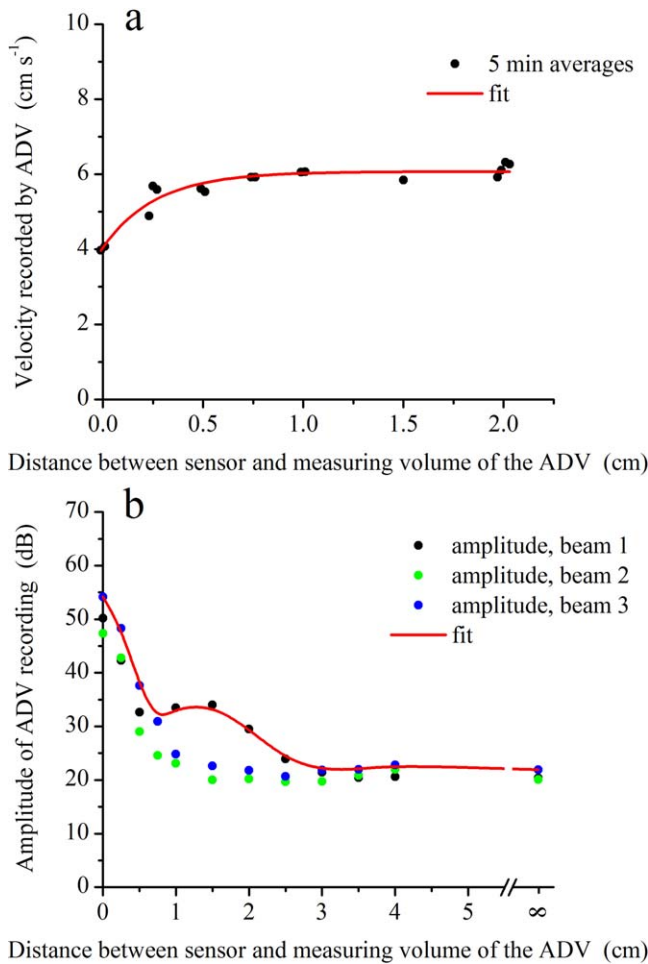 a
10
8
6
4
2
0
Velocity recorded by ADV (cm s⁻¹)
5 min averages
fit
0.0 0.5 1.0 1.5 2.0
Distance between sensor and measuring volume of the ADV (cm)
b
70
60
50
40
30
20
10
0
Amplitude of ADV recording (dB)
amplitude, beam 1
amplitude, beam 2
amplitude, beam 3
fit
0 1 2 3 4 5 ∞
Distance between sensor and measuring volume of the ADV (cm)